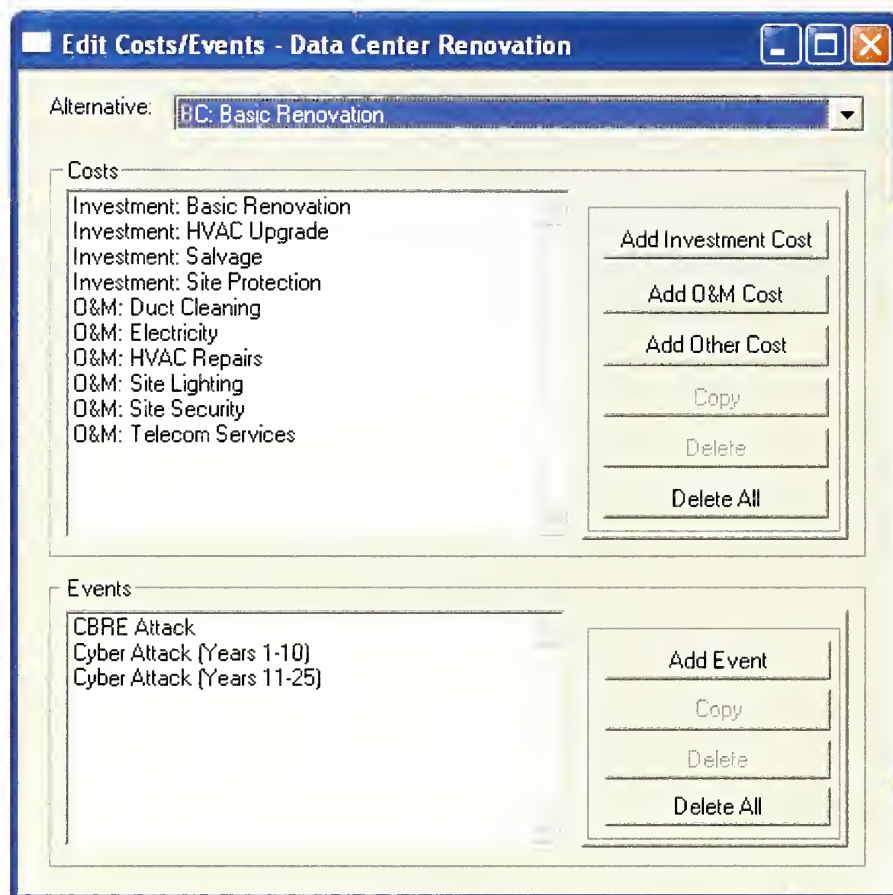 Edit Costs/Events - Data Center Renovation
Alternative: BC: Basic Renovation
Costs
Investment: Basic Renovation
Investment: HVAC Upgrade
Investment: Salvage
Investment: Site Protection
O&M: Duct Cleaning
O&M: Electricity
O&M: HVAC Repairs
O&M: Site Lighting
O&M: Site Security
O&M: Telecom Services
Add Investment Cost
Add O&M Cost
Add Other Cost
Copy
Delete
Delete All
Events
CBRE Attack
Cyber Attack (Years 1-10)
Cyber Attack (Years 11-25)
Add Event
Copy
Delete
Delete All